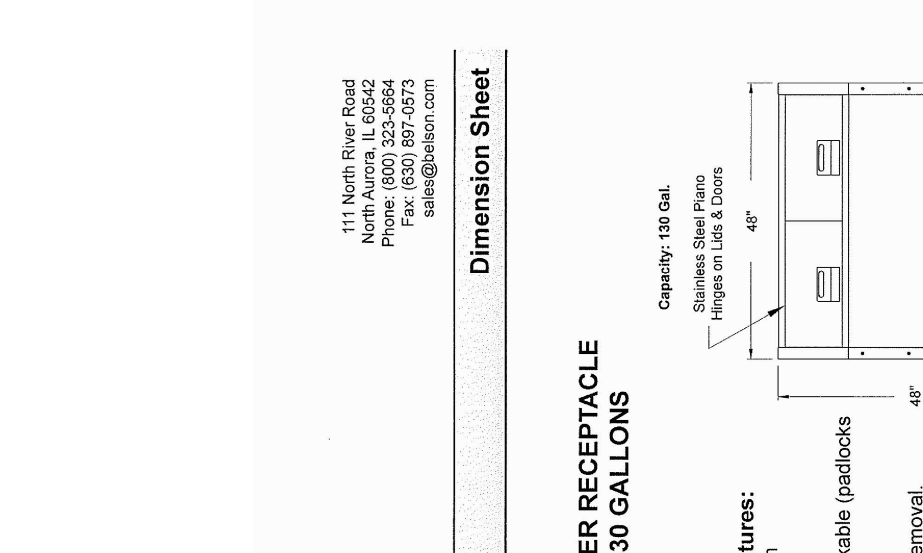 111 North River Road
North Aurora, IL 60542
Phone: (800) 323-5664
Fax: (630) 897-0573
sales@belson.com
Dimension Sheet
ER RECEPTACLE
30 GALLONS
Capacity: 130 Gal.
Stainless Steel Piano
Hinges on Lids & Doors
48"
48"
tures:
kable (padlocks
emoval.